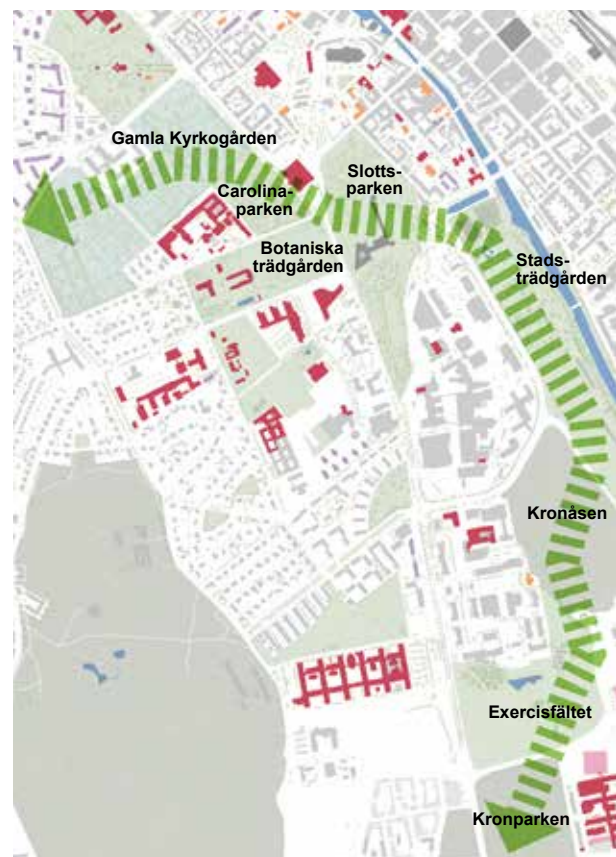 Gamla Kyrkogården
Slotts-
parken
Carolina-
parken
Botaniska
trädgården
Stads-
trädgården
Kronåsen
Exercisfältet
Kronparken